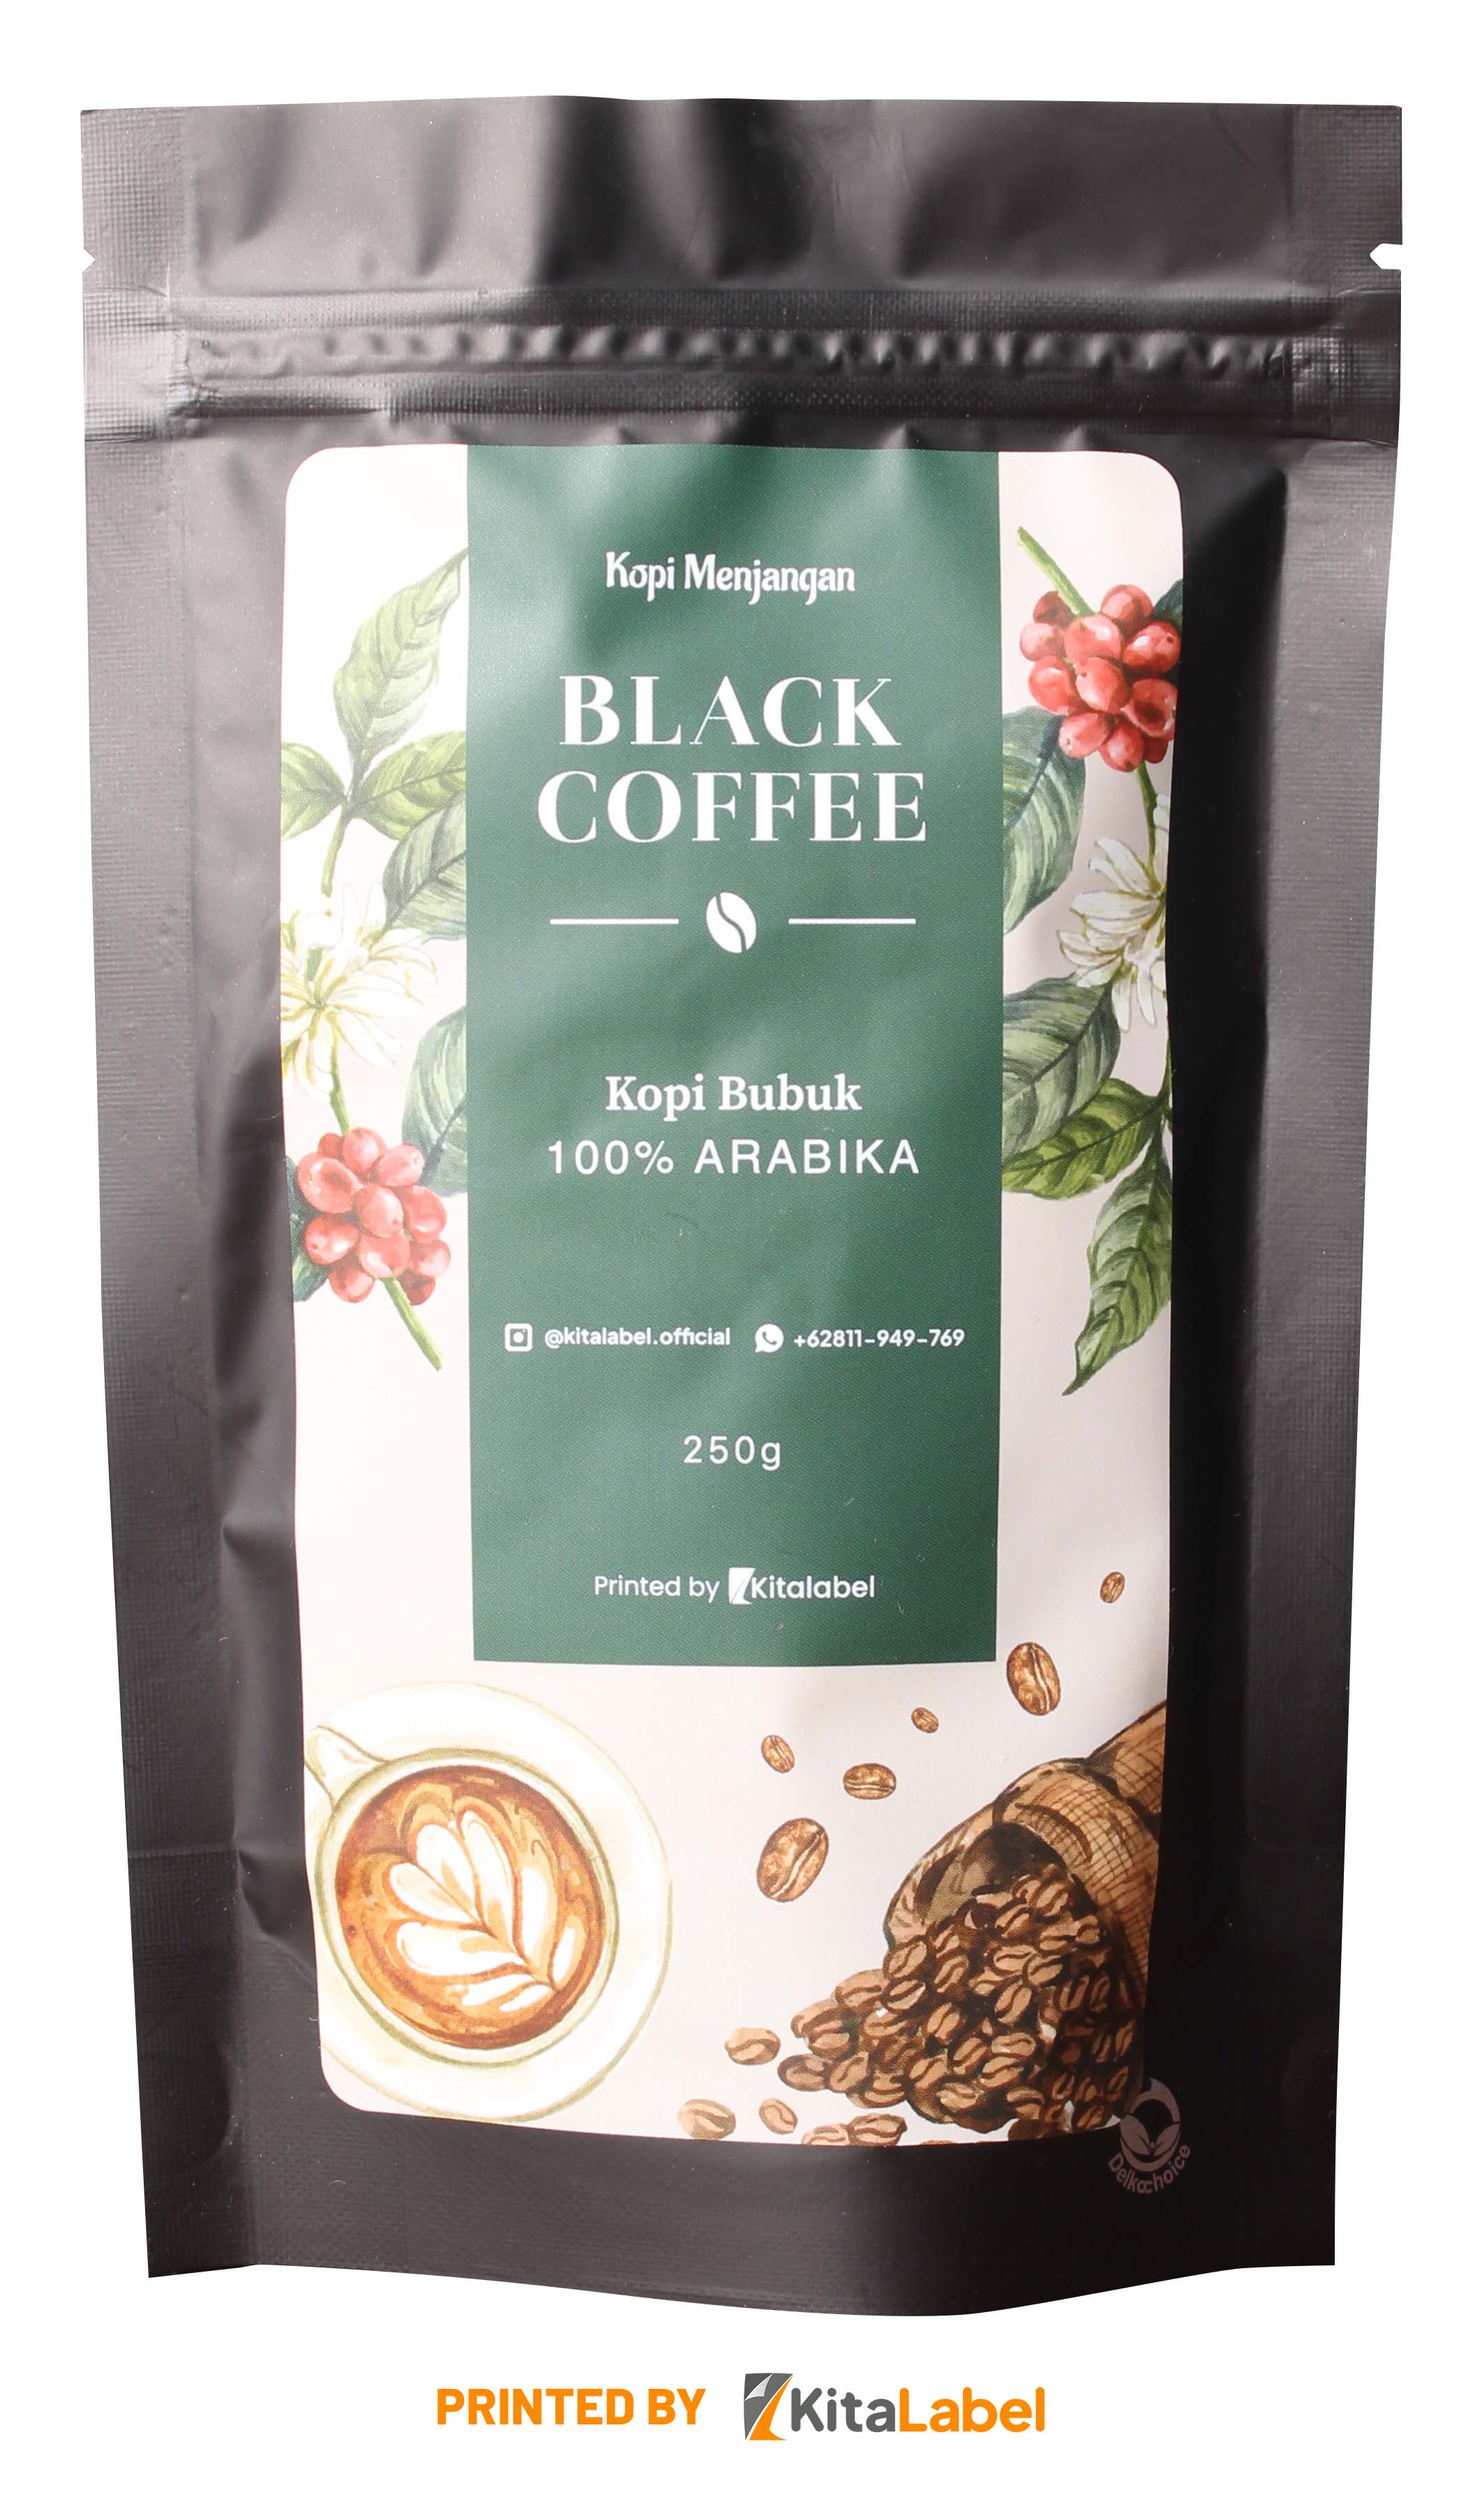 Kopi Menjangan
BLACK
COFFEE
Kopi Bubuk
100% ARABIKA
@kitalabel.official +62811-949-769
250g
Printed by Kitalabel
Delkochoice
PRINTED BY KitaLabel